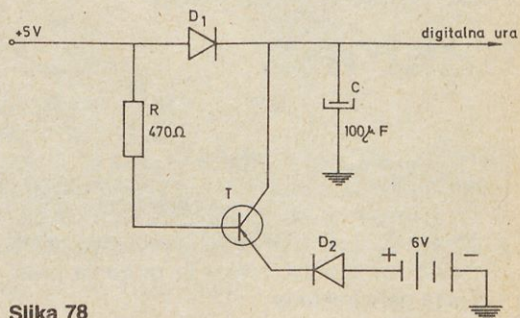 +5V
D1
digitalna ura
R
470Ω
C
100μF
T
D2
6V
+
−
Slika 78